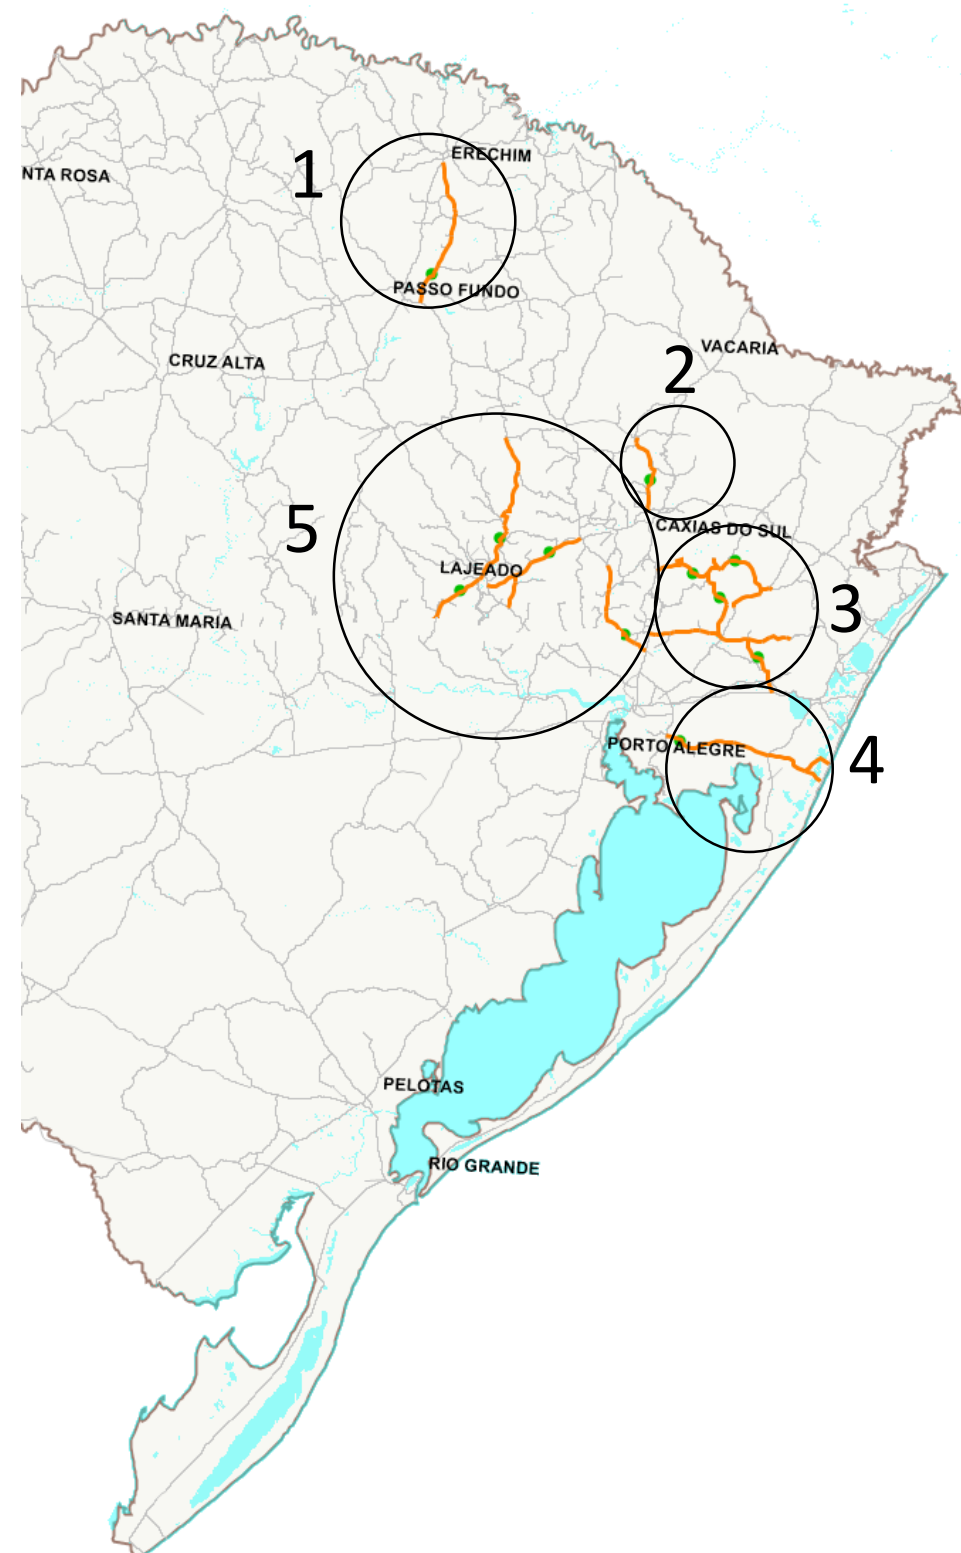 ERECHIM
1
NTA ROSA
PASSO FUNDO
VACARIA
CRUZ ALTA
2
5
CAXIAS DO SUL
LAJEADO
3
SANTA MARIA
PORTO ALEGRE
4
PELOTAS
RIO GRANDE